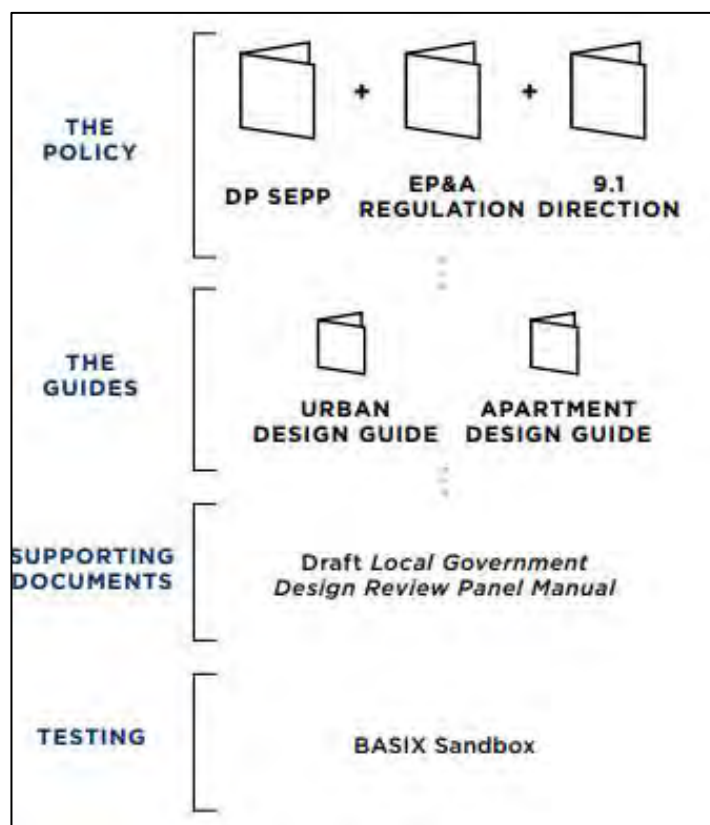 THE
POLICY
+
+
DP SEPP
EP&A
REGULATION
9.1
DIRECTION
THE
GUIDES
URBAN
DESIGN GUIDE
APARTMENT
DESIGN GUIDE
SUPPORTING
DOCUMENTS
Draft Local Government
Design Review Panel Manual
TESTING
BASIX Sandbox